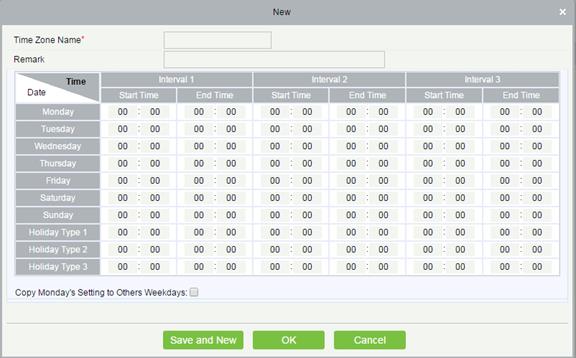 New
×
Time Zone Name*
Remark
Time Interval 1 Interval 2 Interval 3
Date Start Time End Time Start Time End Time Start Time End Time
Monday 00 : 00 00 : 00 00 : 00 00 : 00 00 : 00 00 : 00
Tuesday 00 : 00 00 : 00 00 : 00 00 : 00 00 : 00 00 : 00
Wednesday 00 : 00 00 : 00 00 : 00 00 : 00 00 : 00 00 : 00
Thursday 00 : 00 00 : 00 00 : 00 00 : 00 00 : 00 00 : 00
Friday 00 : 00 00 : 00 00 : 00 00 : 00 00 : 00 00 : 00
Saturday 00 : 00 00 : 00 00 : 00 00 : 00 00 : 00 00 : 00
Sunday 00 : 00 00 : 00 00 : 00 00 : 00 00 : 00 00 : 00
Holiday Type 1 00 : 00 00 : 00 00 : 00 00 : 00 00 : 00 00 : 00
Holiday Type 2 00 : 00 00 : 00 00 : 00 00 : 00 00 : 00 00 : 00
Holiday Type 3 00 : 00 00 : 00 00 : 00 00 : 00 00 : 00 00 : 00
Copy Monday's Setting to Others Weekdays:
Save and New OK Cancel